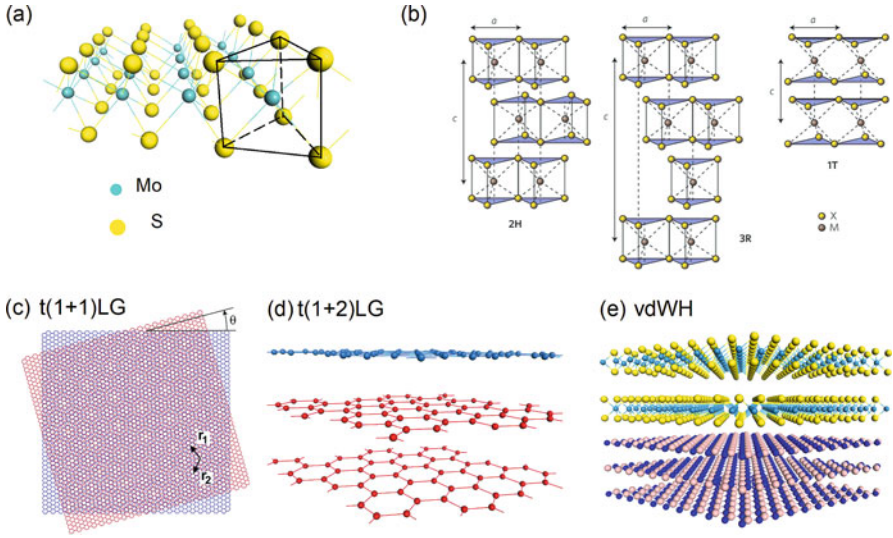 (a)
Mo
S
(b)
a
c
2H
a
c
3R
a
c
1T
X
M
(c) t(1+1)LG
θ
r1
r2
(d) t(1+2)LG
(e) vdWH